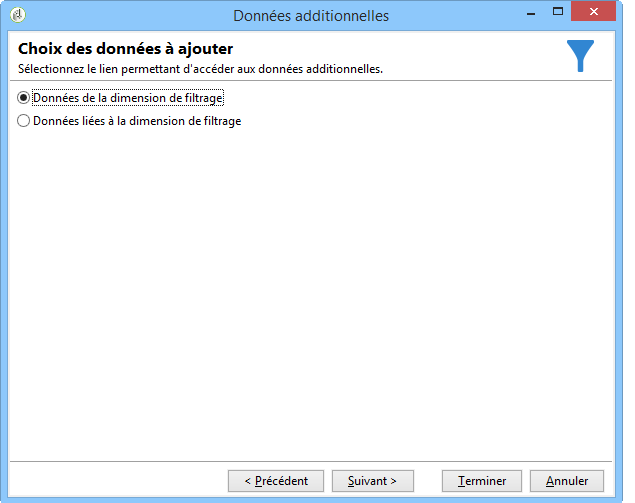 Données additionnelles
Choix des données à ajouter
Sélectionnez le lien permettant d'accéder aux données additionnelles.
Données de la dimension de filtrage
Données liées à la dimension de filtrage
< Précédent Suivant > Terminer Annuler